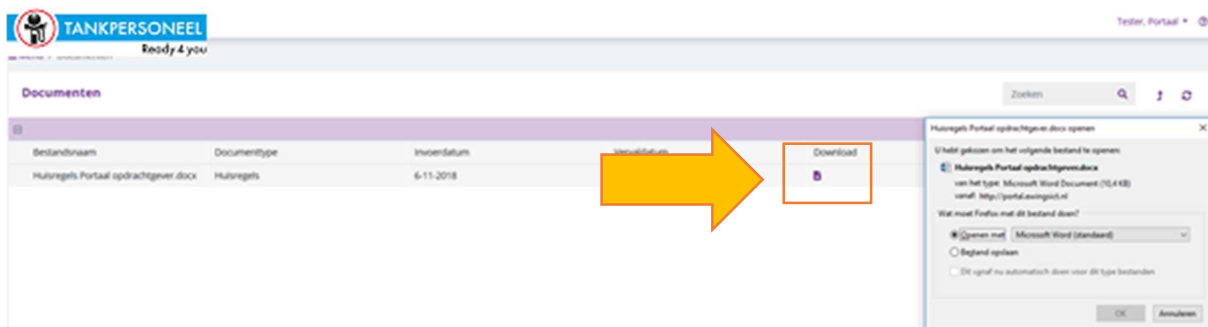 TANKPERSONEEL
Ready 4 you
Tester, Portaal
Menu / Documenten
Documenten
Zoeken
Bestandsnaam Documenttype Invoerdatum Vervaldatum Download
Huisregels Portaal opdrachtgever.docx Huisregels 6-11-2018
Huisregels Portaal opdrachtgever.docx openen
U hebt gekozen om het volgende bestand te openen:
Huisregels Portaal opdrachtgever.docx
van het type: Microsoft Word Document (10,4 KB)
vanaf: http://portal.ewingsict.nl
Wat moet Firefox met dit bestand doen?
Openen met Microsoft Word (standaard)
Bestand opslaan
Dit vanaf nu automatisch doen voor dit type bestanden
OK Annuleren